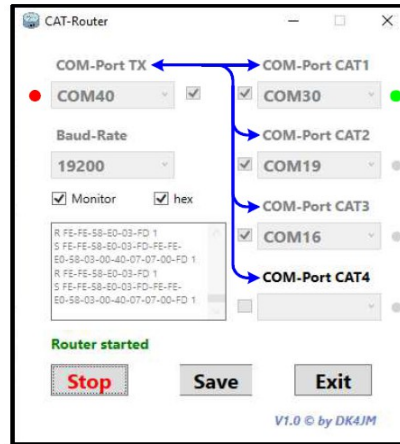 CAT-Router
COM-Port TX
COM-Port CAT1
COM40
COM30
Baud-Rate
COM-Port CAT2
19200
COM19
Monitor
hex
COM-Port CAT3
COM16
R FE-FE-58-E0-03-FD 1
S FE-FE-58-E0-03-FD-FE-FE-
E0-58-03-00-40-07-07-00-FD 1
R FE-FE-58-E0-03-FD 1
S FE-FE-58-E0-03-FD-FE-FE-
E0-58-03-00-40-07-07-00-FD 1
COM-Port CAT4
Router started
Stop
Save
Exit
V1.0 © by DK4JM